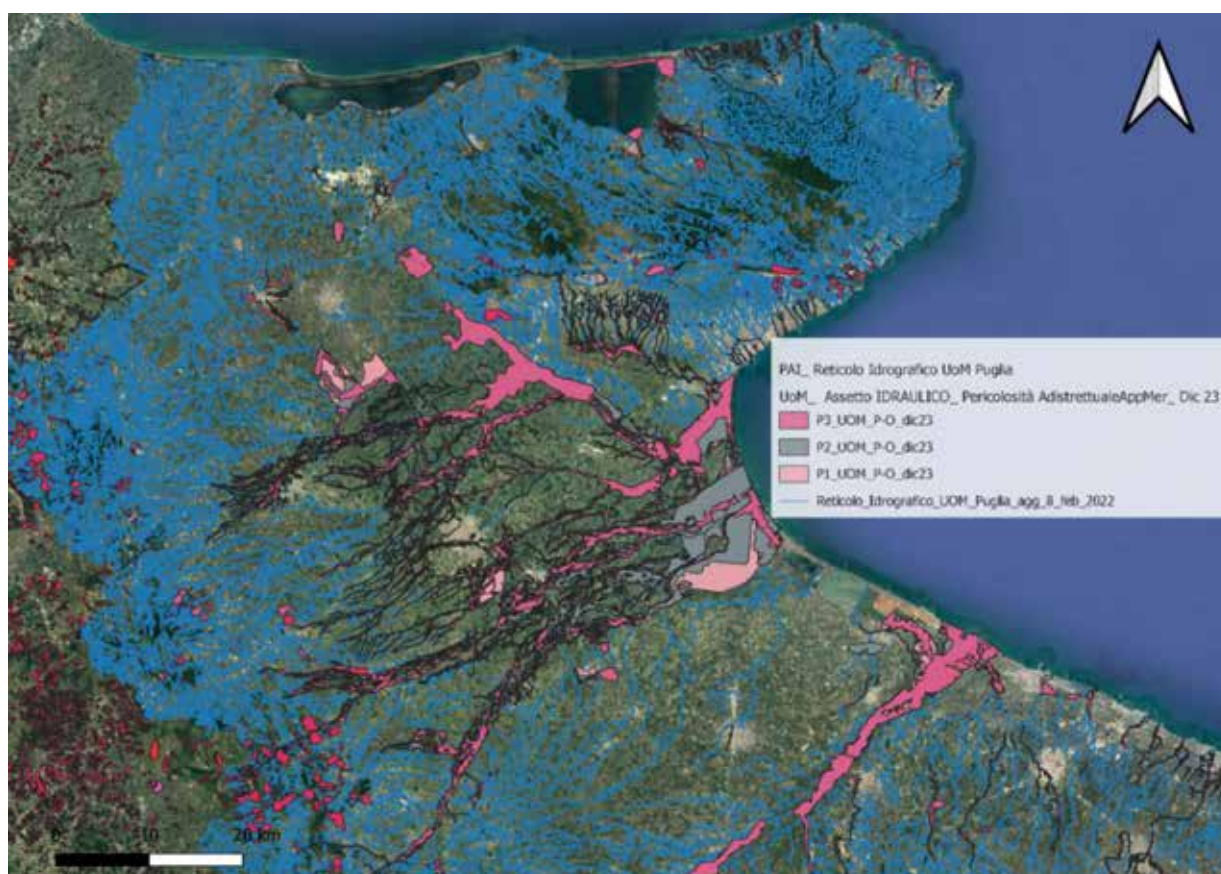 PAI_ Reticolo Idrografico UoM Puglia
UoM_ Assetto IDRAULICO_ Pericolosità AdistrettualeAppMer_ Dic 23
P3_UOM_P-O_dic23
P2_UOM_P-O_dic23
P1_UOM_P-O_dic23
Reticolo_Idrografico_UOM_Puglia_agg_8_feb_2022
0 10 20 km